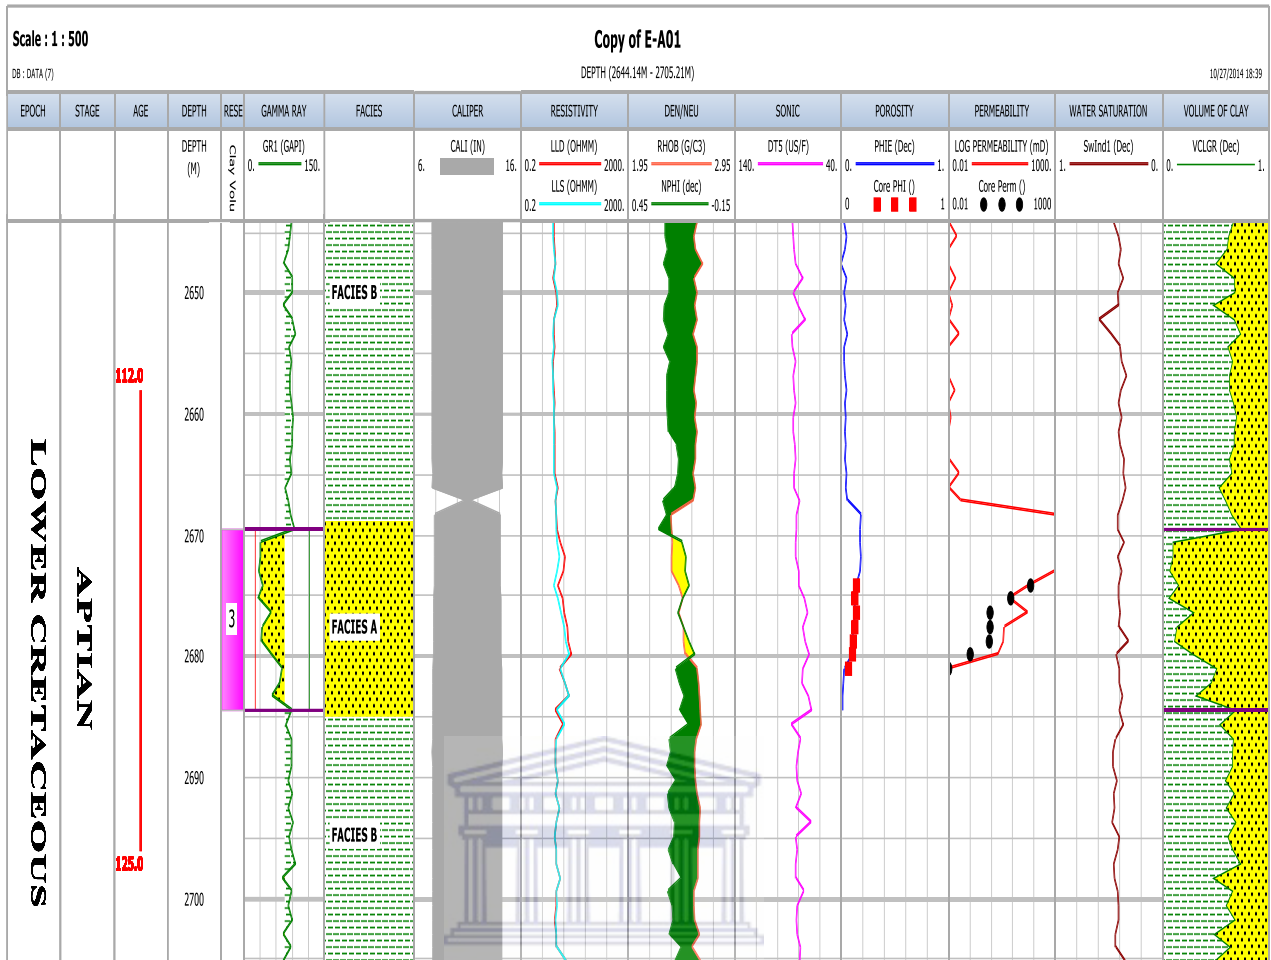 Scale : 1 : 500
Copy of E-A01
DB : DATA (7)
DEPTH (2644.14M - 2705.21M)
10/27/2014 18:39
EPOCH STAGE AGE DEPTH RESE GAMMA RAY FACIES CALIPER RESISTIVITY DEN/NEU SONIC POROSITY PERMEABILITY WATER SATURATION VOLUME OF CLAY
DEPTH (M)
Clay Volu
GR1 (GAPI)
0. 150.
CALI (IN)
6. 16.
LLD (OHMM)
0.2 2000.
LLS (OHMM)
0.2 2000.
RHOB (G/C3)
1.95 2.95
NPHI (dec)
0.45 -0.15
DT5 (US/F)
140. 40.
PHIE (Dec)
0. 1.
Core PHI ()
0 1
LOG PERMEABILITY (mD)
0.01 1000.
Core Perm ()
0.01 1000
SwInd1 (Dec)
1. 0.
VCLGR (Dec)
0. 1.
2650
FACIES B
112.0
2660
LOWER CRETACEOUS
APTIAN
2670
3
FACIES A
2680
2690
FACIES B
125.0
2700